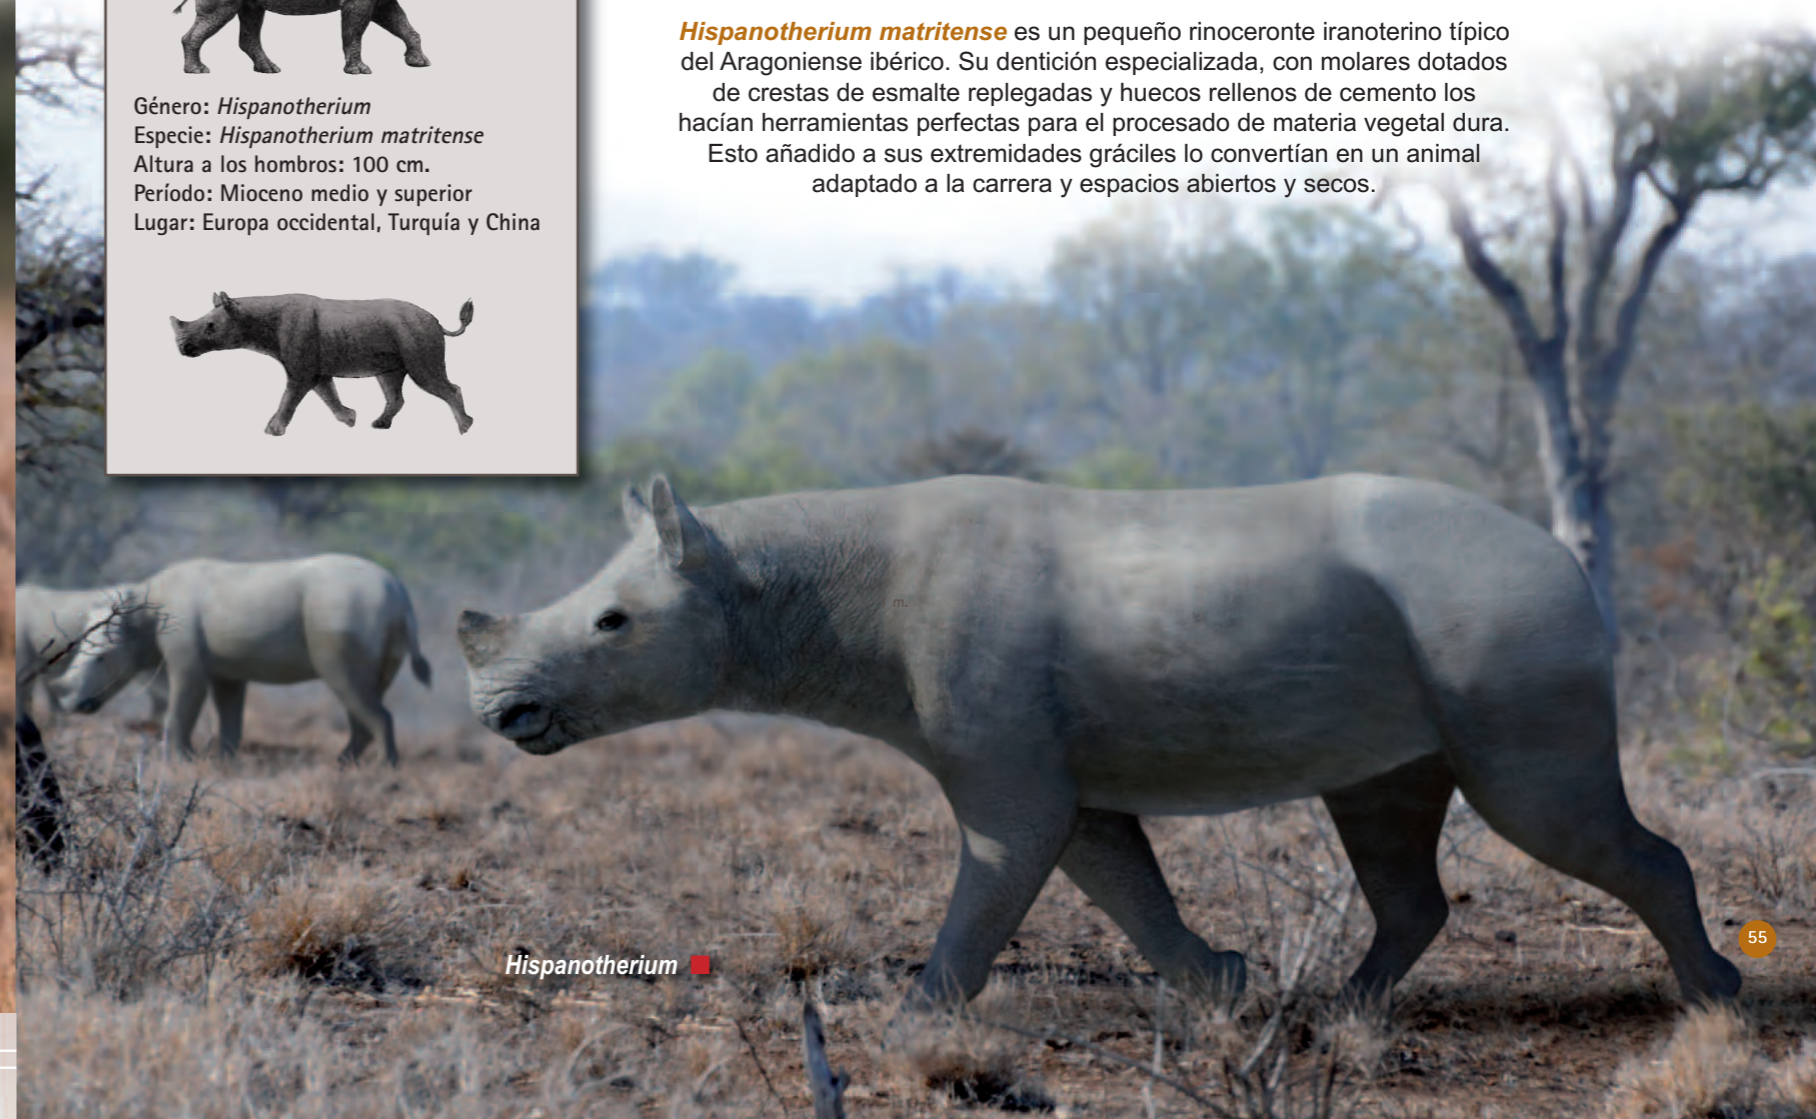 Hispanotherium matritense es un pequeño rinoceronte iranoterino típico
del Aragoniense ibérico. Su dentición especializada, con molares dotados
de crestas de esmalte replegadas y huecos rellenos de cemento los
hacían herramientas perfectas para el procesado de materia vegetal dura.
Esto añadido a sus extremidades gráciles lo convertían en un animal
adaptado a la carrera y espacios abiertos y secos.
Género: Hispanotherium
Especie: Hispanotherium matritense
Altura a los hombros: 100 cm.
Período: Mioceno medio y superior
Lugar: Europa occidental, Turquía y China
m.
Hispanotherium
55